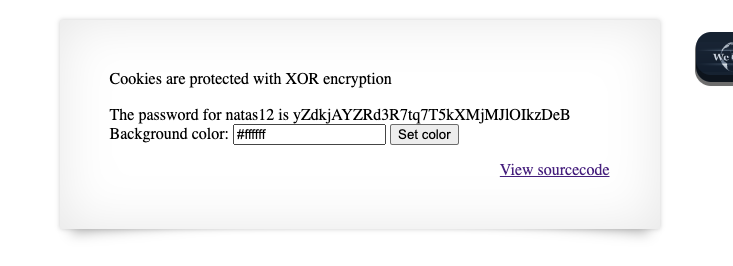 Cookies are protected with XOR encryption
The password for natas12 is yZdkjAYZRd3R7tq7T5kXMjMJlOIkzDeB
Background color: #ffffff Set color
View sourcecode
We